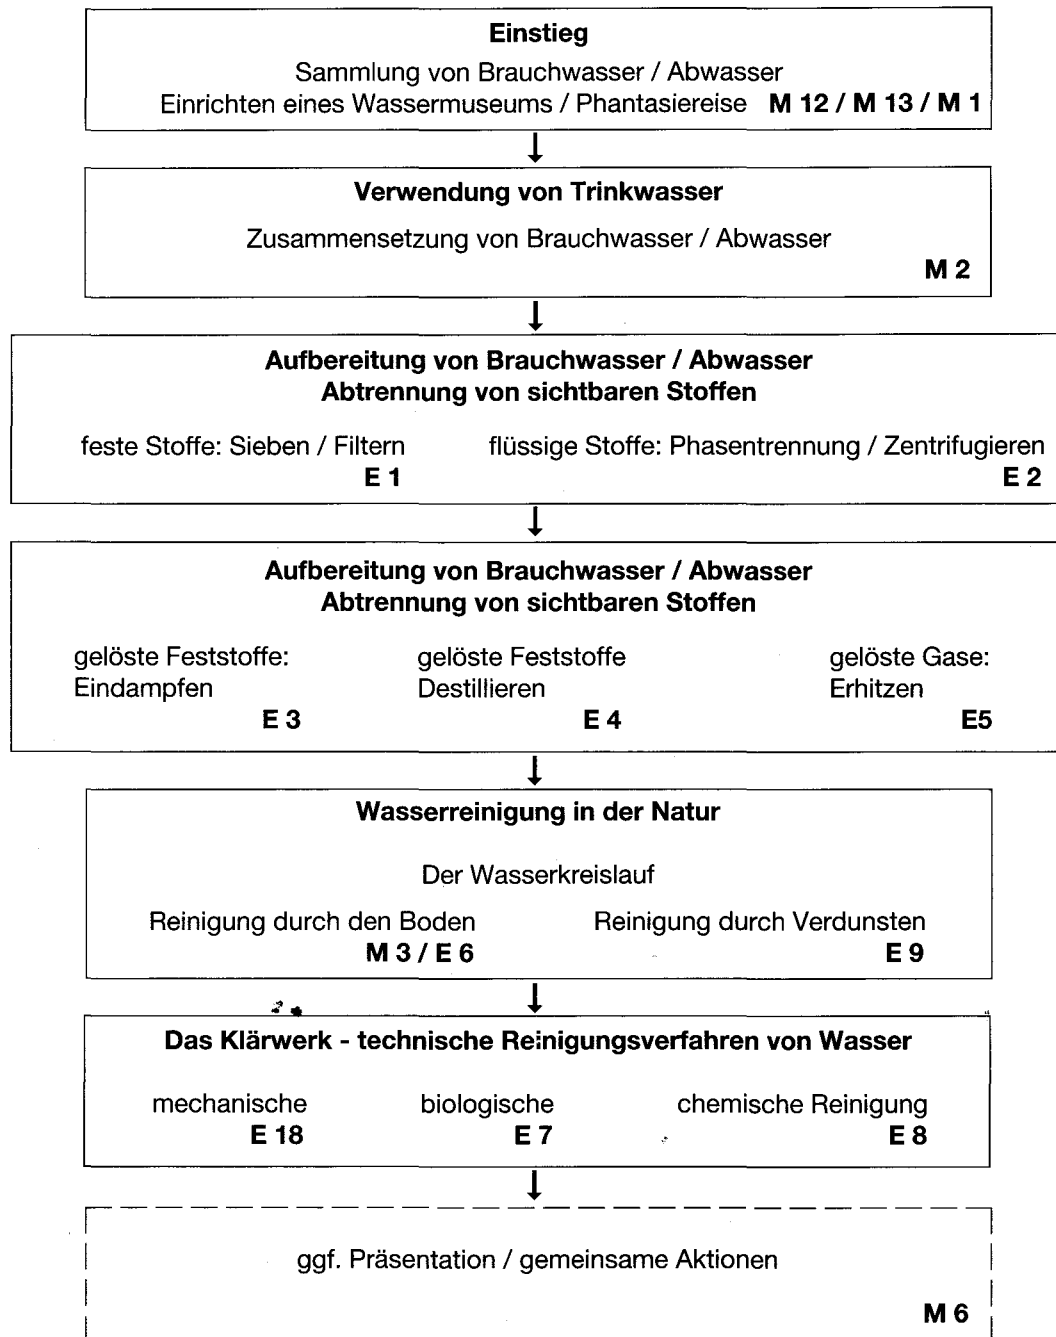 Einstieg
Sammlung von Brauchwasser / Abwasser
Einrichten eines Wassermuseums / Phantasiereise M 12 / M 13 / M 1
Verwendung von Trinkwasser
Zusammensetzung von Brauchwasser / Abwasser
M 2
Aufbereitung von Brauchwasser / Abwasser
Abtrennung von sichtbaren Stoffen
feste Stoffe: Sieben / Filtern flüssige Stoffe: Phasentrennung / Zentrifugieren
E 1 E 2
Aufbereitung von Brauchwasser / Abwasser
Abtrennung von sichtbaren Stoffen
gelöste Feststoffe: gelöste Feststoffe gelöste Gase:
Eindampfen Destillieren Erhitzen
E 3 E 4 E5
Wasserreinigung in der Natur
Der Wasserkreislauf
Reinigung durch den Boden Reinigung durch Verdunsten
M 3 / E 6 E 9
Das Klärwerk - technische Reinigungsverfahren von Wasser
mechanische biologische chemische Reinigung
E 18 E 7 E 8
ggf. Präsentation / gemeinsame Aktionen
M 6